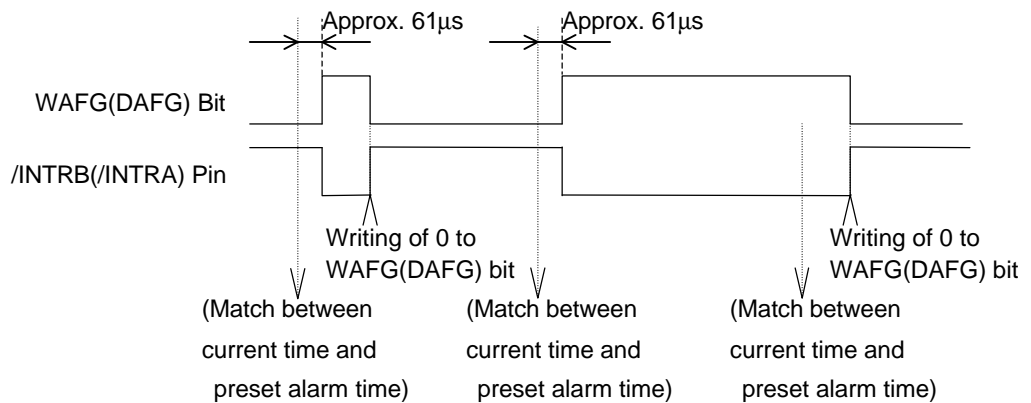 Approx. 61μs
Approx. 61μs
WAFG(DAFG) Bit
/INTRB(/INTRA) Pin
Writing of 0 to
WAFG(DAFG) bit
Writing of 0 to
WAFG(DAFG) bit
(Match between
current time and
preset alarm time)
(Match between
current time and
preset alarm time)
(Match between
current time and
preset alarm time)